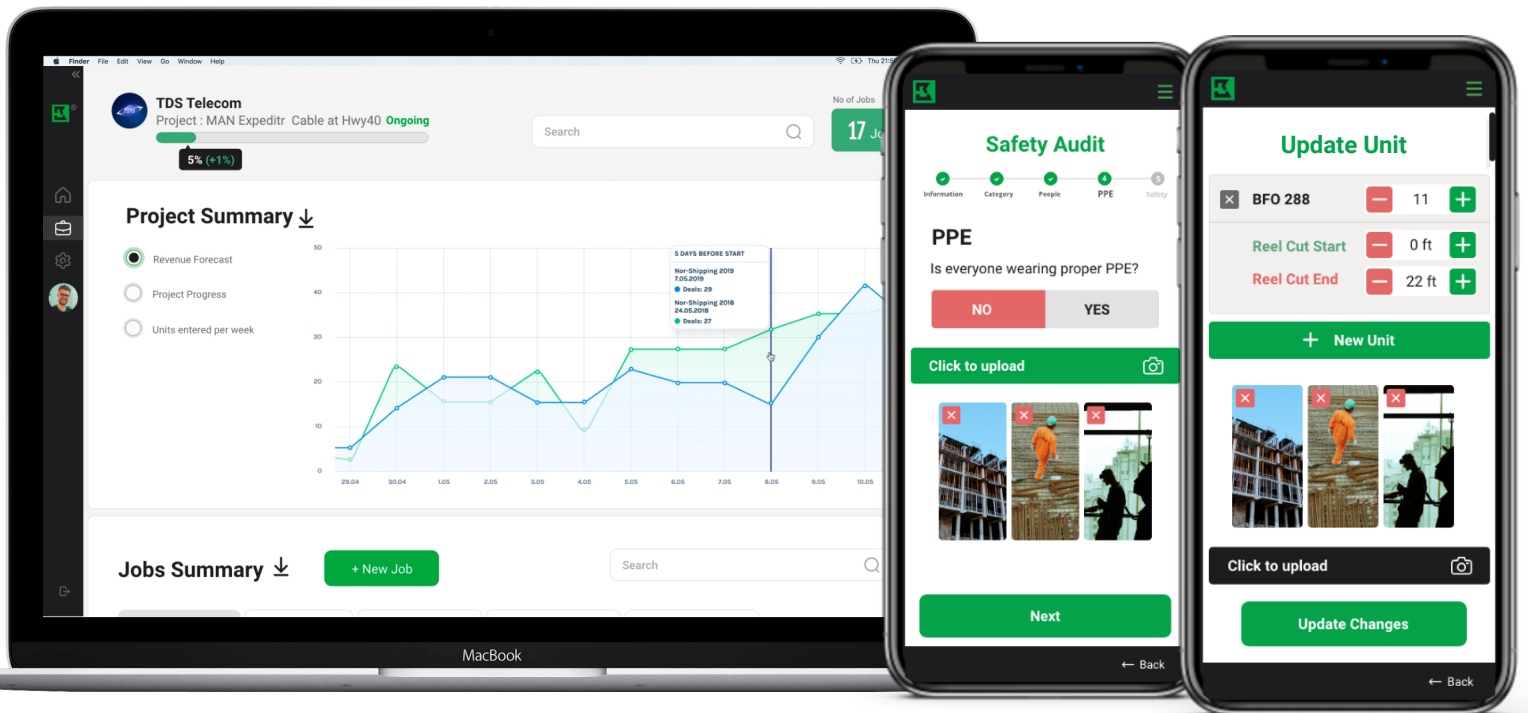 Finder File Edit View Go Window Help
TDS Telecom
Project : MAN Expeditr Cable at Hwy40 Ongoing
5% (+1%)
Search
No of Jobs
17
Project Summary
Revenue Forecast
Project Progress
Units entered per week
50
40
30
20
10
0
5 DAYS BEFORE START
Nor-Shipping 2019
7.05.2019
Deals: 29
Nor-Shipping 2018
24.05.2018
Deals: 27
29.04 30.04 1.05 2.05 3.05 4.05 5.05 6.05 7.05 8.05 9.05 10.05
Jobs Summary
+ New Job
Search
MacBook
Safety Audit
4 5
Information Category People PPE Safety
PPE
Is everyone wearing proper PPE?
NO YES
Click to upload
Next
← Back
Update Unit
BFO 288 11
Reel Cut Start 0 ft
Reel Cut End 22 ft
+ New Unit
Click to upload
Update Changes
← Back